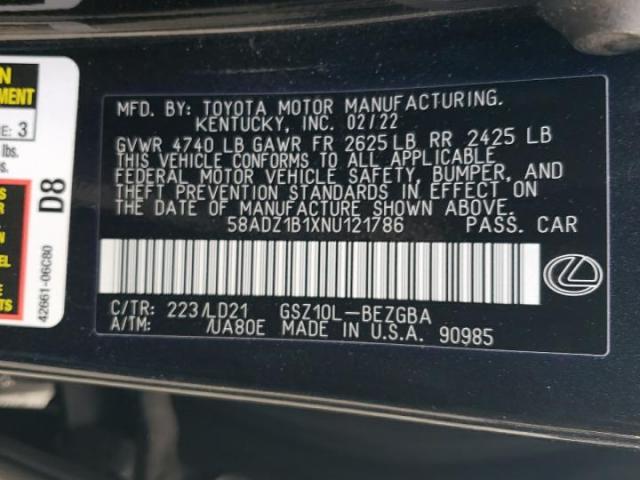 N
MENT
E: 3
lbs.
s.
D8
42661-06C80
MFD. BY: TOYOTA MOTOR MANUFACTURING.
KENTUCKY, INC. 02/22
GVWR 4740 LB GAWR FR 2625 LB RR 2425 LB
THIS VEHICLE CONFORMS TO ALL APPLICABLE
FEDERAL MOTOR VEHICLE SAFETY, BUMPER, AND
THEFT PREVENTION STANDARDS IN EFFECT ON
THE DATE OF MANUFACTURE SHOWN ABOVE.
58ADZ1B1XNU121786 PASS. CAR
C/TR: 223/LD21 GSZ10L-BEZGBA
A/TM: /UA80E MADE IN U.S.A. 90985